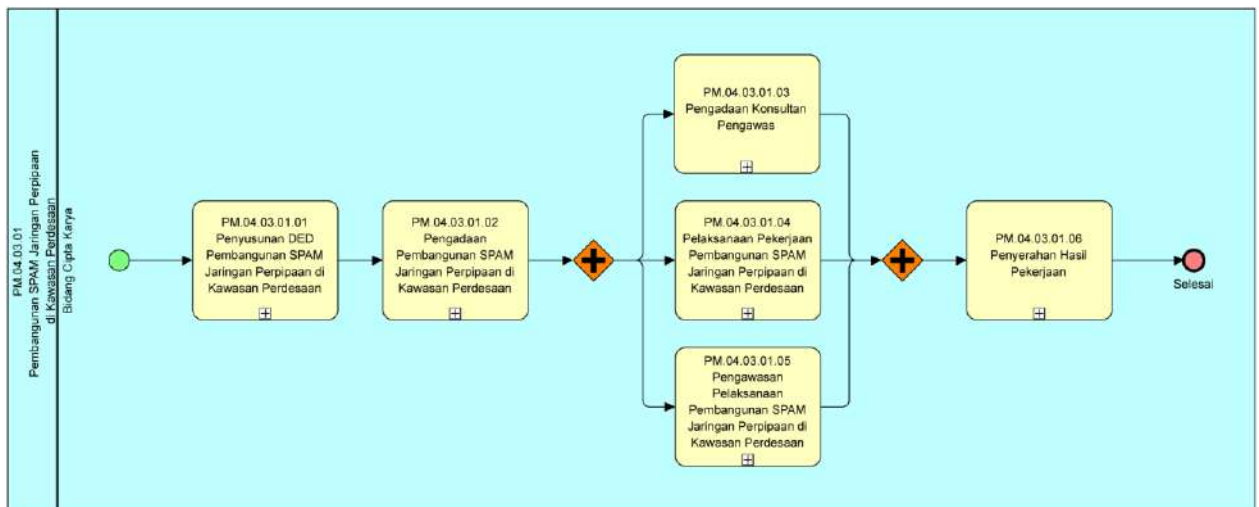 PM.04.03.01
Pembangunan SPAM Jaringan Perpipaan
di Kawasan Perdesaan
Bidang Cipta Karya
PM.04.03.01.01
Penyusunan DED
Pembangunan SPAM
Jaringan Perpipaan di
Kawasan Perdesaan
PM.04.03.01.02
Pengadaan
Pembangunan SPAM
Jaringan Perpipaan di
Kawasan Perdesaan
PM.04.03.01.03
Pengadaan Konsultan
Pengawas
PM.04.03.01.04
Pelaksanaan Pekerjaan
Pembangunan SPAM
Jaringan Perpipaan di
Kawasan Perdesaan
PM.04.03.01.05
Pengawasan
Pelaksanaan
Pembangunan SPAM
Jaringan Perpipaan di
Kawasan Perdesaan
PM.04.03.01.06
Penyerahan Hasil
Pekerjaan
Selesai